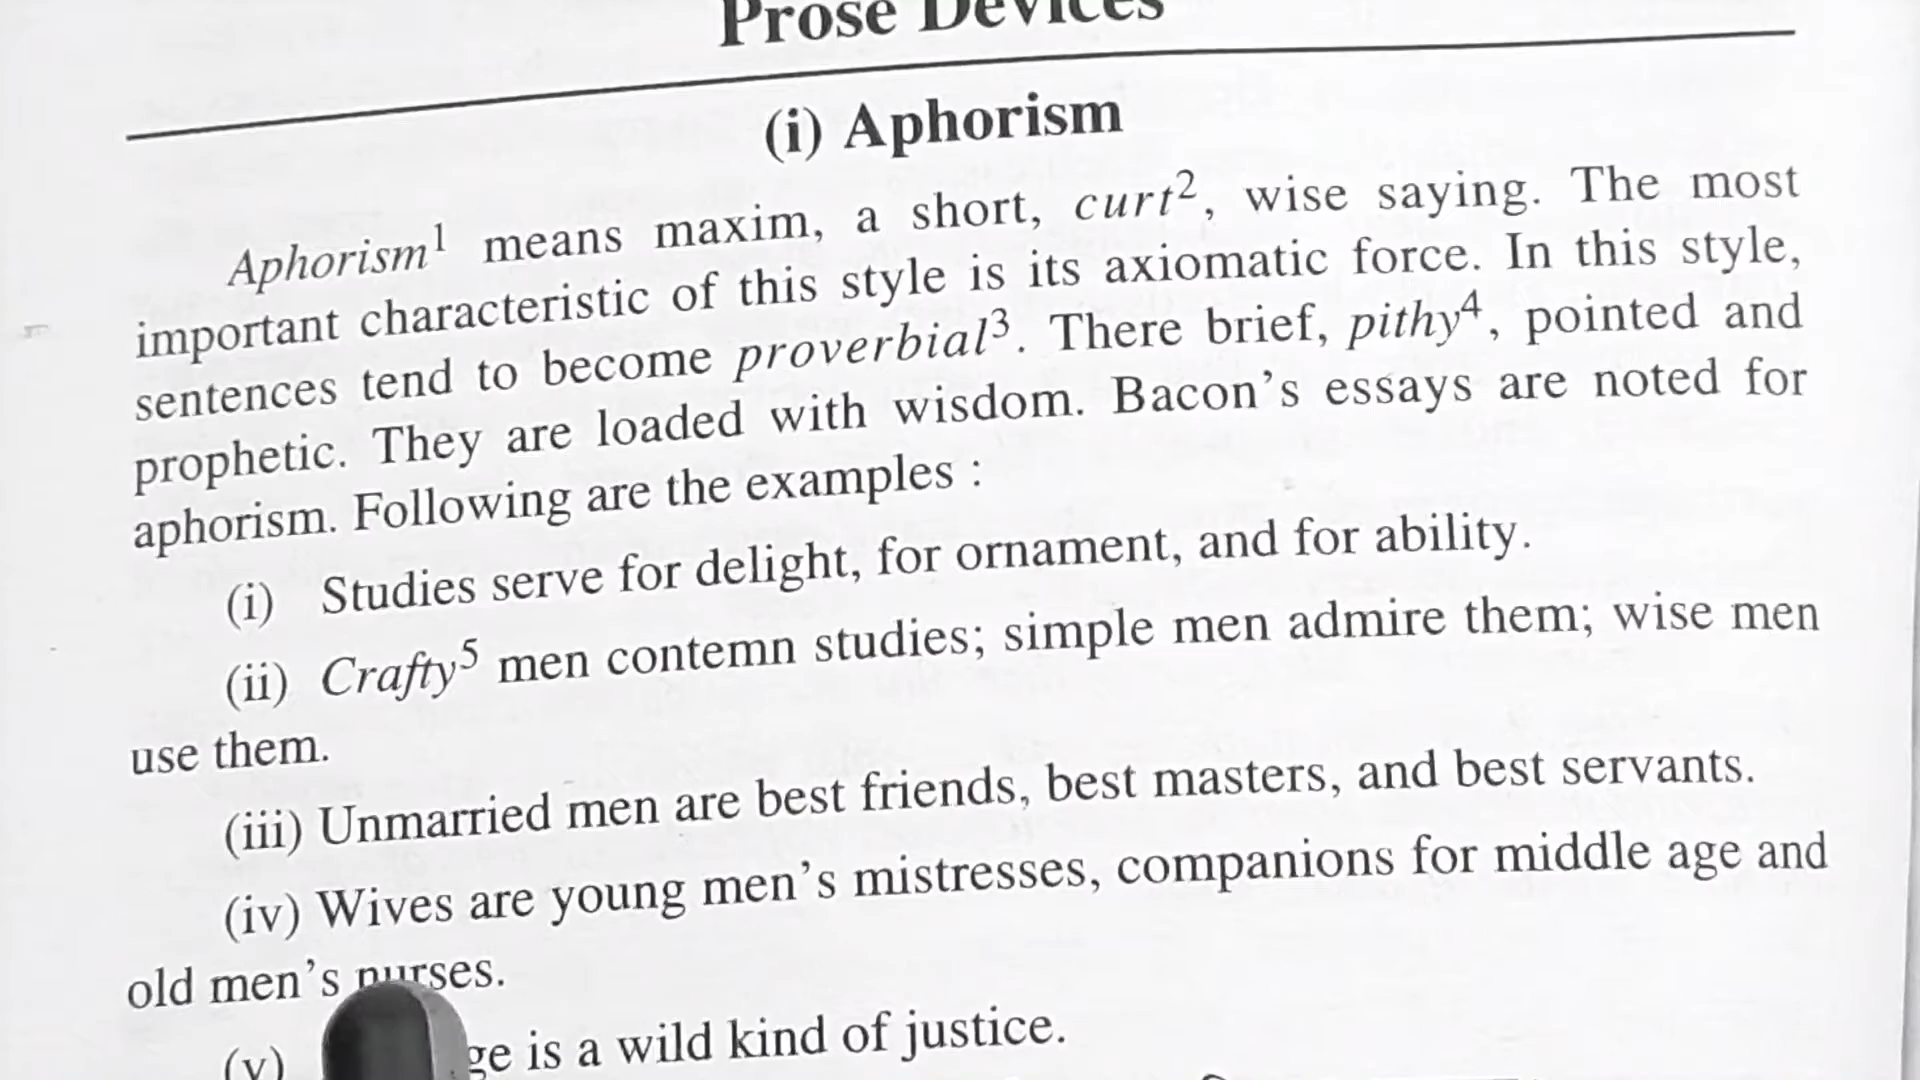 Prose Devices
(i) Aphorism
Aphorism1 means maxim, a short, curt2, wise saying. The most
important characteristic of this style is its axiomatic force. In this style,
sentences tend to become proverbial3. There brief, pithy4, pointed and
prophetic. They are loaded with wisdom. Bacon's essays are noted for
aphorism. Following are the examples :
(i) Studies serve for delight, for ornament, and for ability.
(ii) Crafty5 men contemn studies; simple men admire them; wise men
use them.
(iii) Unmarried men are best friends, best masters, and best servants.
(iv) Wives are young men's mistresses, companions for middle age and
old men's nurses.
(v) is a wild kind of justice.